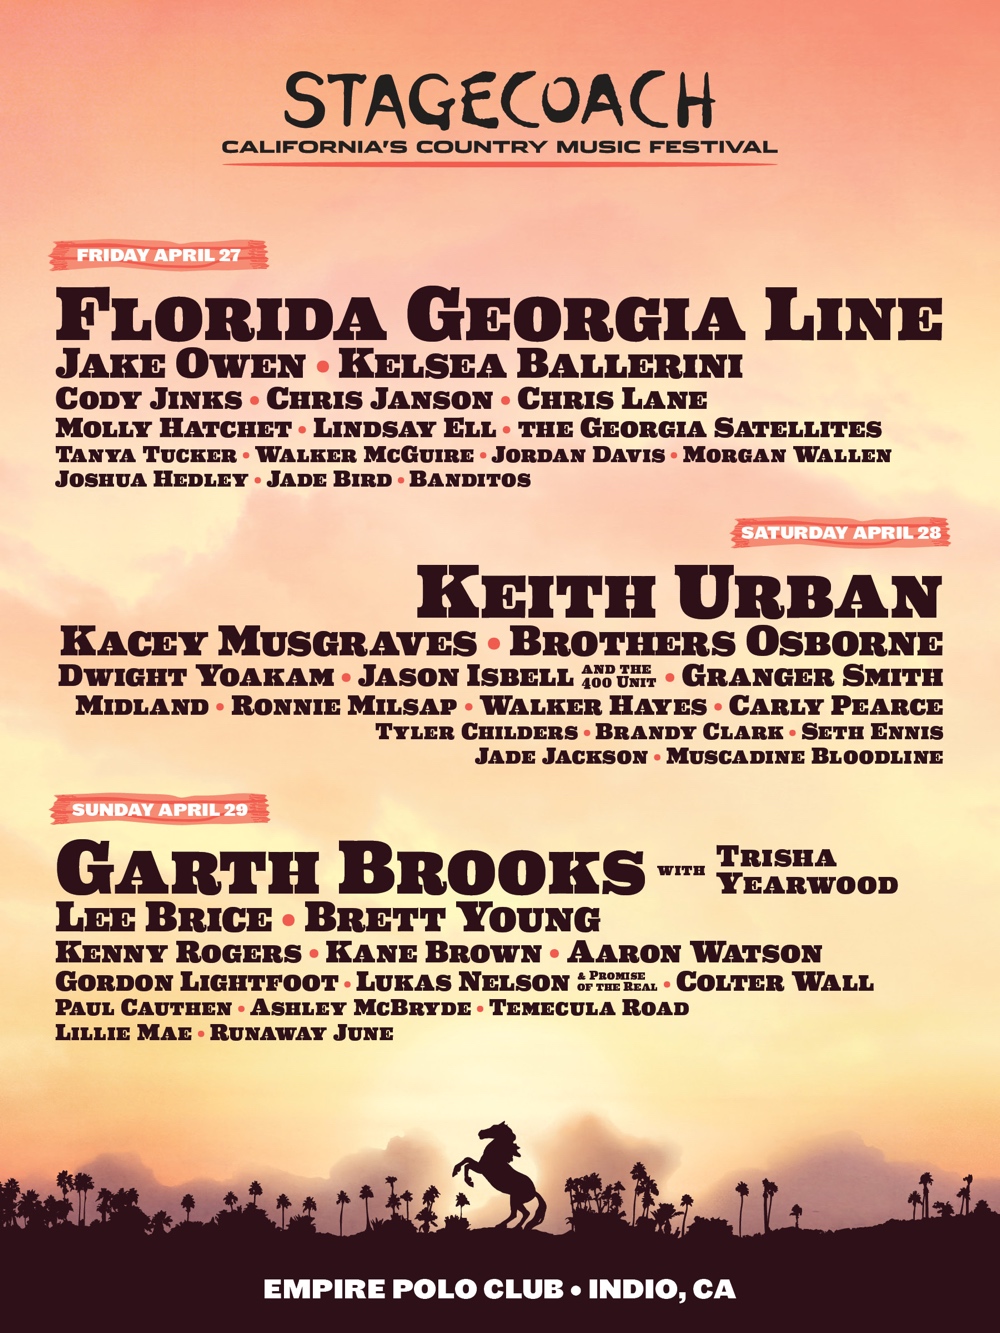 STAGECOACH
CALIFORNIA'S COUNTRY MUSIC FESTIVAL
FRIDAY APRIL 27
FLORIDA GEORGIA LINE
JAKE OWEN • KELSEA BALLERINI
CODY JINKS • CHRIS JANSON • CHRIS LANE
MOLLY HATCHET • LINDSAY ELL • THE GEORGIA SATELLITES
TANYA TUCKER • WALKER MCGUIRE • JORDAN DAVIS • MORGAN WALLEN
JOSHUA HEDLEY • JADE BIRD • BANDITOS
SATURDAY APRIL 28
KEITH URBAN
KACEY MUSGRAVES • BROTHERS OSBORNE
DWIGHT YOAKAM • JASON ISBELL AND THE 400 UNIT • GRANGER SMITH
MIDLAND • RONNIE MILSAP • WALKER HAYES • CARLY PEARCE
TYLER CHILDERS • BRANDY CLARK • SETH ENNIS
JADE JACKSON • MUSCADINE BLOODLINE
SUNDAY APRIL 29
GARTH BROOKS WITH TRISHA YEARWOOD
LEE BRICE • BRETT YOUNG
KENNY ROGERS • KANE BROWN • AARON WATSON
GORDON LIGHTFOOT • LUKAS NELSON & PROMISE OF THE REAL • COLTER WALL
PAUL CAUTHEN • ASHLEY MCBRYDE • TEMECULA ROAD
LILLIE MAE • RUNAWAY JUNE
EMPIRE POLO CLUB • INDIO, CA